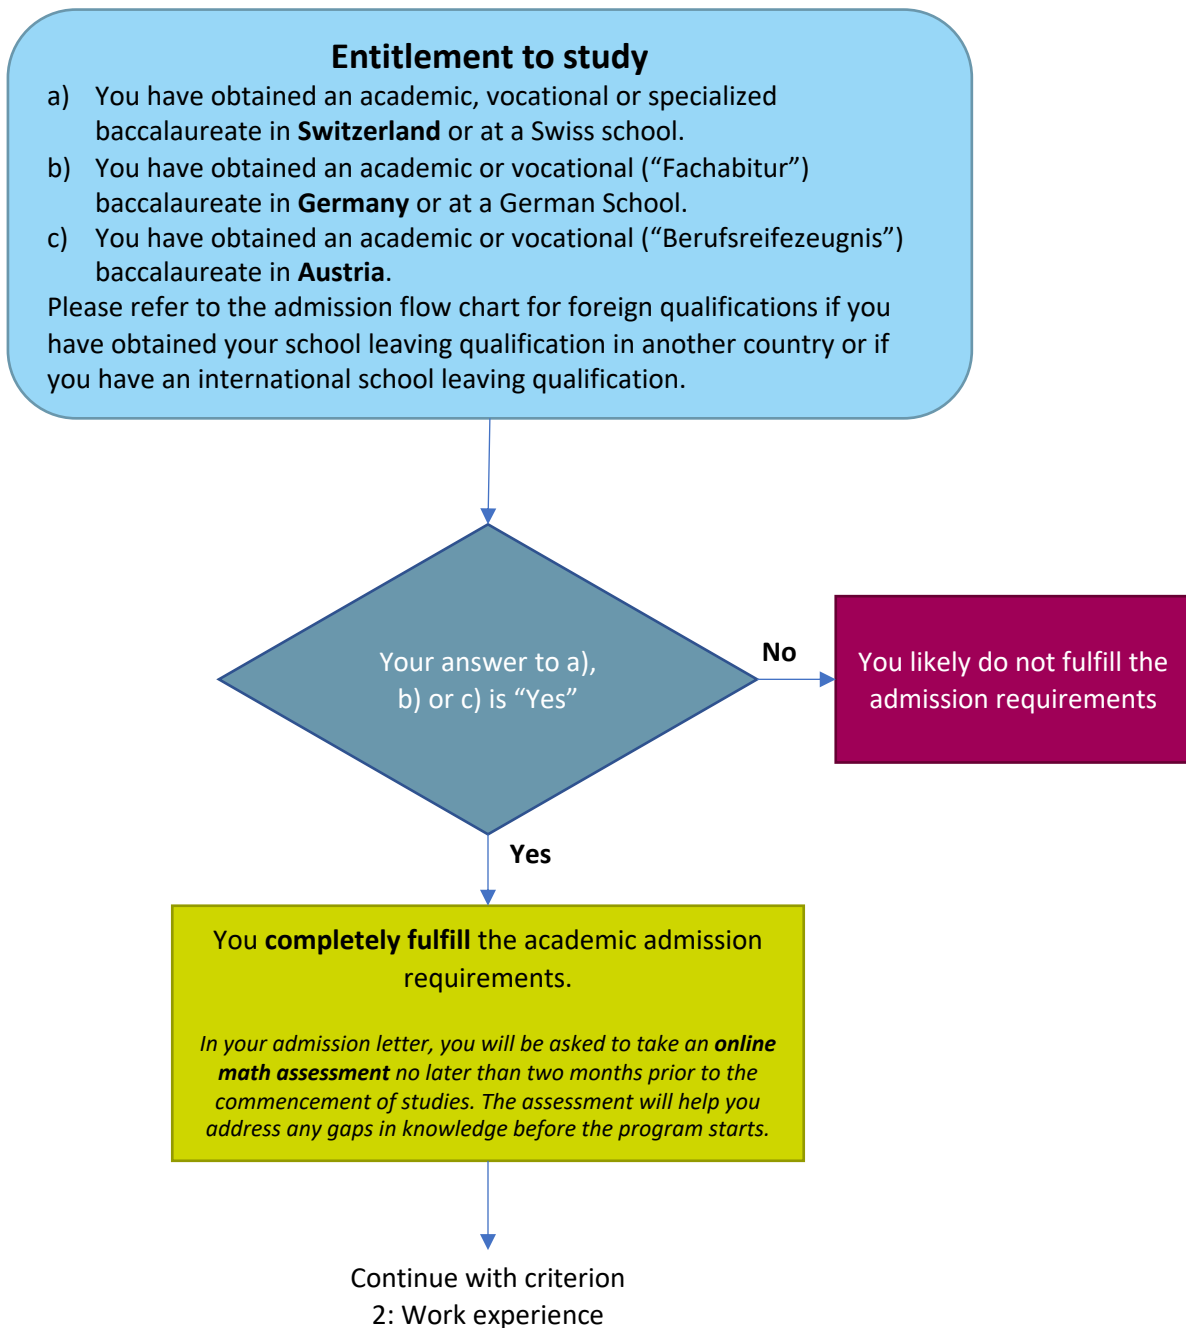 Entitlement to study
a) You have obtained an academic, vocational or specialized
baccalaureate in Switzerland or at a Swiss school.
b) You have obtained an academic or vocational (“Fachabitur”)
baccalaureate in Germany or at a German School.
c) You have obtained an academic or vocational (“Berufsreifezeugnis”)
baccalaureate in Austria.
Please refer to the admission flow chart for foreign qualifications if you
have obtained your school leaving qualification in another country or if
you have an international school leaving qualification.
Your answer to a),
b) or c) is “Yes”
No
You likely do not fulfill the
admission requirements
Yes
You completely fulfill the academic admission
requirements.
In your admission letter, you will be asked to take an online
math assessment no later than two months prior to the
commencement of studies. The assessment will help you
address any gaps in knowledge before the program starts.
Continue with criterion
2: Work experience